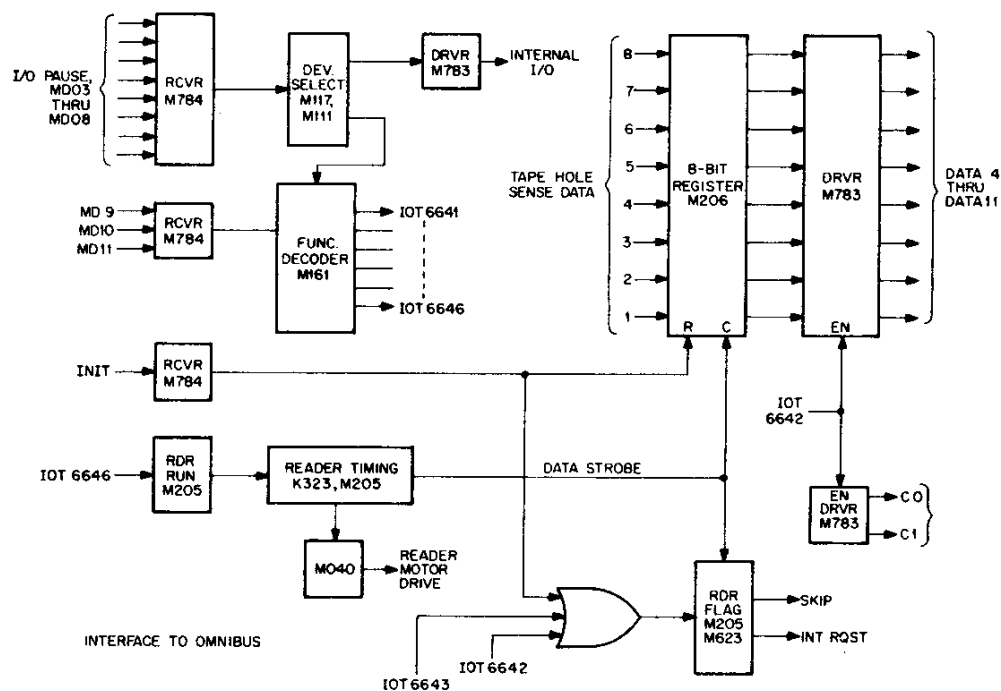 I/O PAUSE,
MD03
THRU
MD08
RCVR
M784
DEV.
SELECT
M117,
M111
DRVR
M783
INTERNAL
I/O
MD 9
MD10
MD11
RCVR
M784
FUNC.
DECODER
M161
IOT 6641
IOT 6646
TAPE HOLE
SENSE DATA
8
7
6
5
4
3
2
1
8-BIT
REGISTER
M206
R C
DRVR
M783
EN
DATA 4
THRU
DATA 11
INIT
RCVR
M784
IOT
6642
IOT 6646
RDR
RUN
M205
READER TIMING
K323, M205
DATA STROBE
EN
DRVR
M783
C0
C1
M040
READER
MOTOR
DRIVE
RDR
FLAG
M205
M623
SKIP
INT RQST
INTERFACE TO OMNIBUS
IOT 6642
IOT 6643